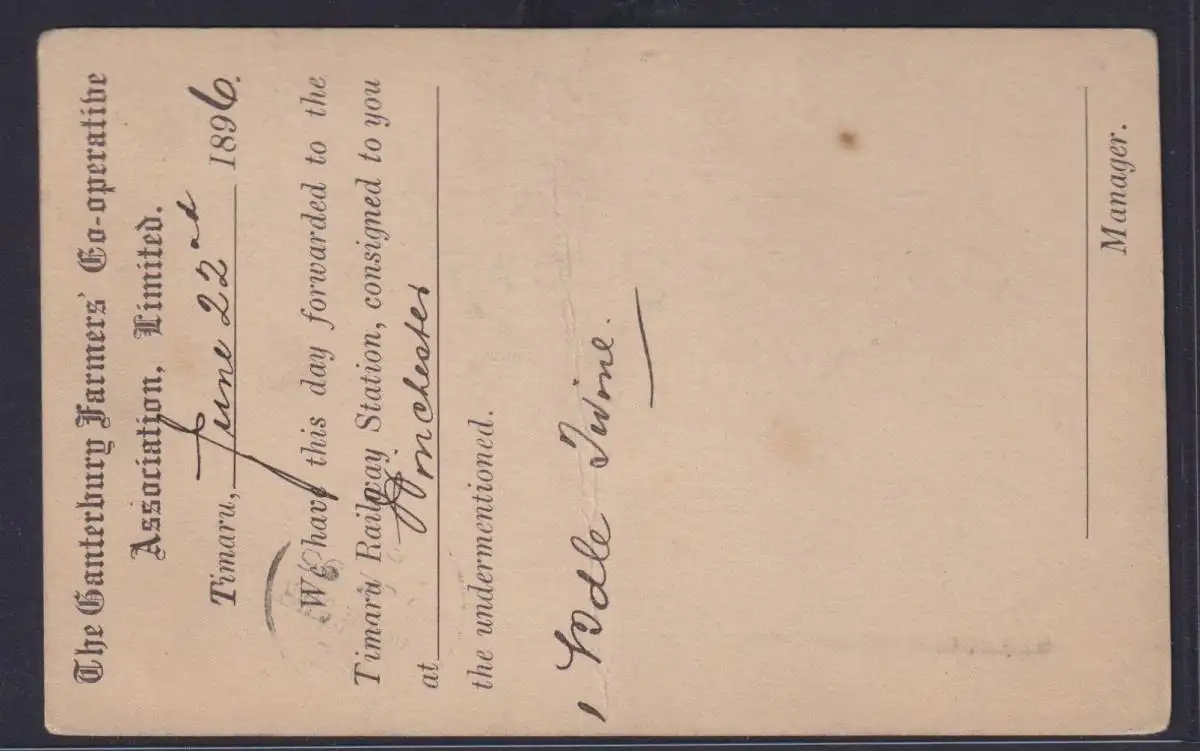 The Canterbury Farmers' Co-operative
Association, Limited.
Timaru, June 22nd 1896.
We have this day forwarded to the
Timaru Railway Station, consigned to you
at
the undermentioned.
1 Bdle Twine.
Manager.